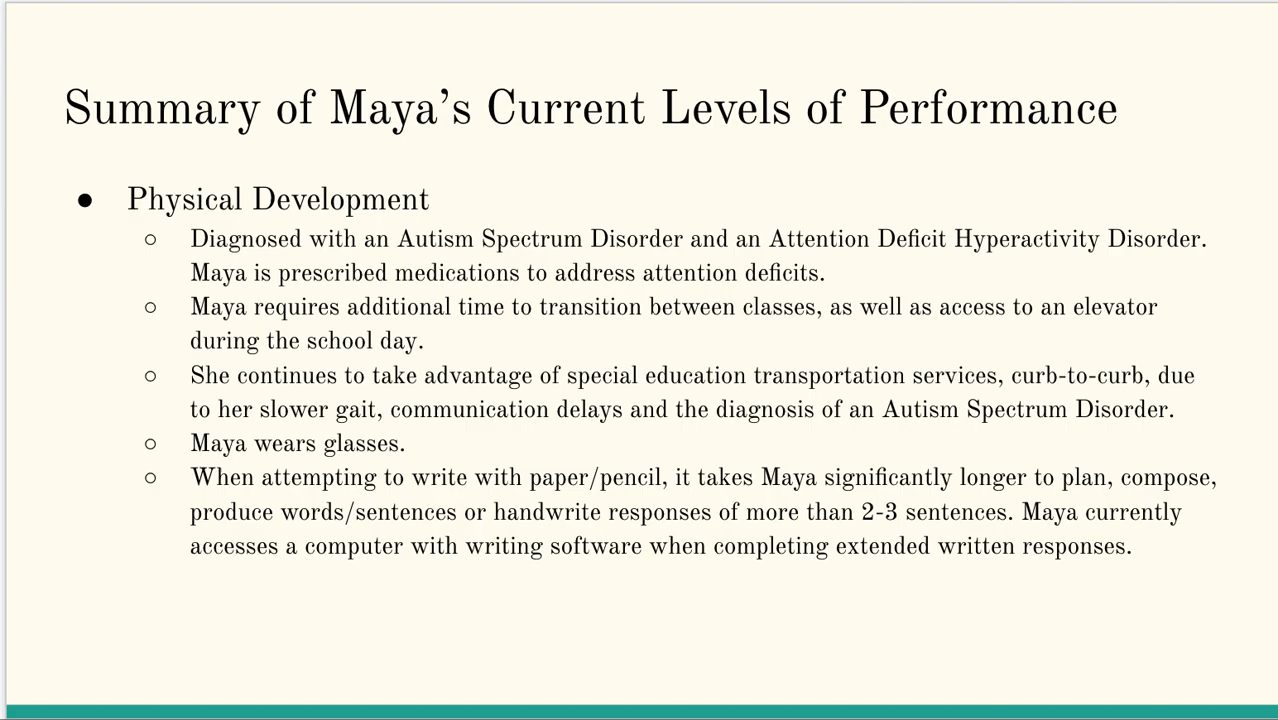 Summary of Maya’s Current Levels of Performance
● Physical Development
○ Diagnosed with an Autism Spectrum Disorder and an Attention Deficit Hyperactivity Disorder.
Maya is prescribed medications to address attention deficits.
○ Maya requires additional time to transition between classes, as well as access to an elevator
during the school day.
○ She continues to take advantage of special education transportation services, curb-to-curb, due
to her slower gait, communication delays and the diagnosis of an Autism Spectrum Disorder.
○ Maya wears glasses.
○ When attempting to write with paper/pencil, it takes Maya significantly longer to plan, compose,
produce words/sentences or handwrite responses of more than 2-3 sentences. Maya currently
accesses a computer with writing software when completing extended written responses.